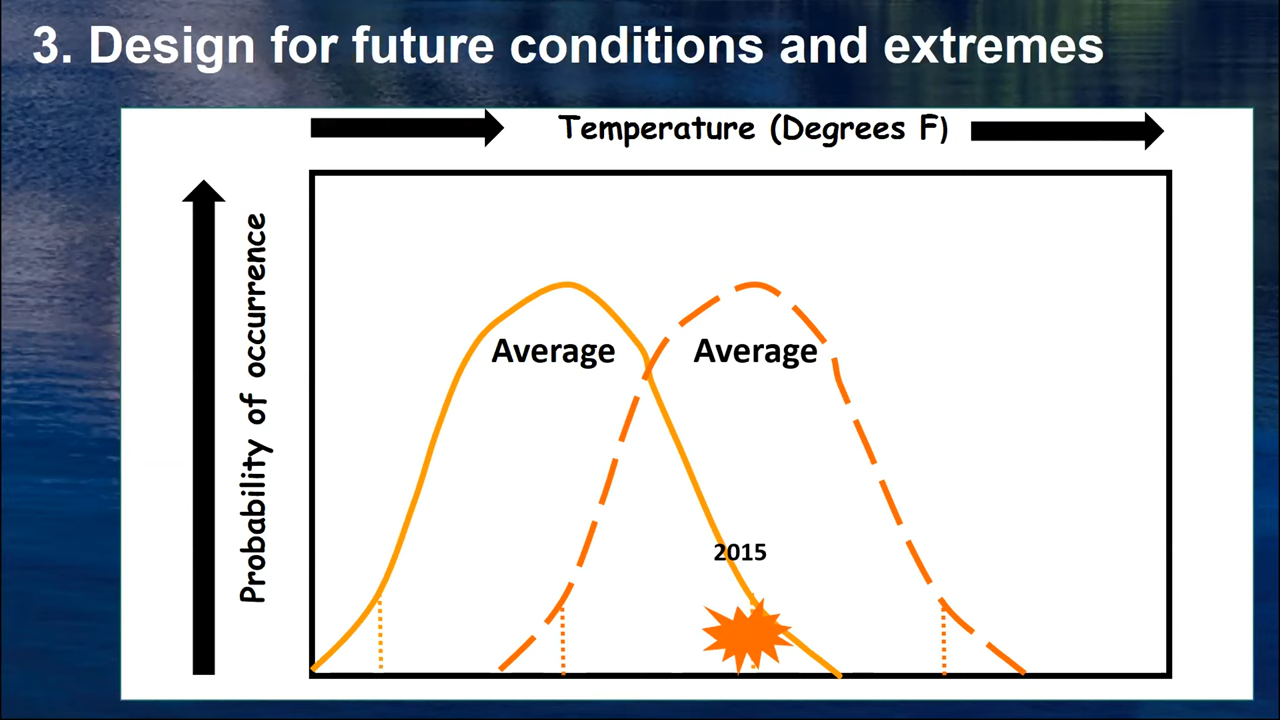 3. Design for future conditions and extremes
Temperature (Degrees F)
Probability of occurrence
Average
Average
2015